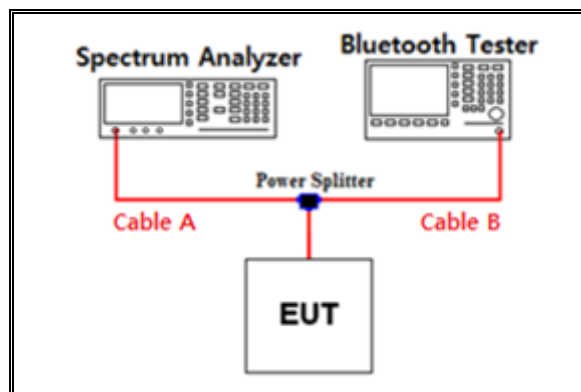 Spectrum Analyzer
Bluetooth Tester
Power Splitter
Cable A
Cable B
EUT